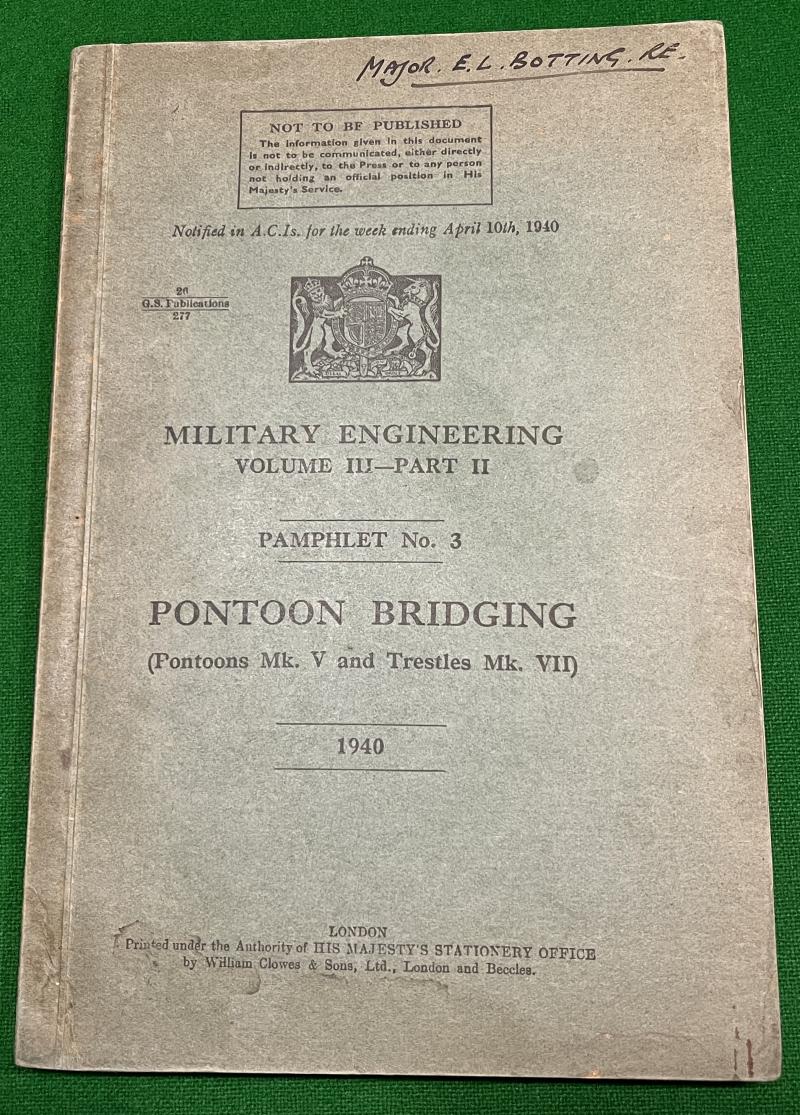 MAJOR. E.L. BOTTING. RE.
NOT TO BE PUBLISHED
The information given in this document
is not to be communicated, either directly
or indirectly, to the Press or to any person
not holding an official position in His
Majesty's Service.
Notified in A.C.Is. for the week ending April 10th, 1940
26
G.S. Publications
277
MILITARY ENGINEERING
VOLUME III—PART II
PAMPHLET No. 3
PONTOON BRIDGING
(Pontoons Mk. V and Trestles Mk. VII)
1940
LONDON
Printed under the Authority of HIS MAJESTY'S STATIONERY OFFICE
by William Clowes & Sons, Ltd., London and Beccles.